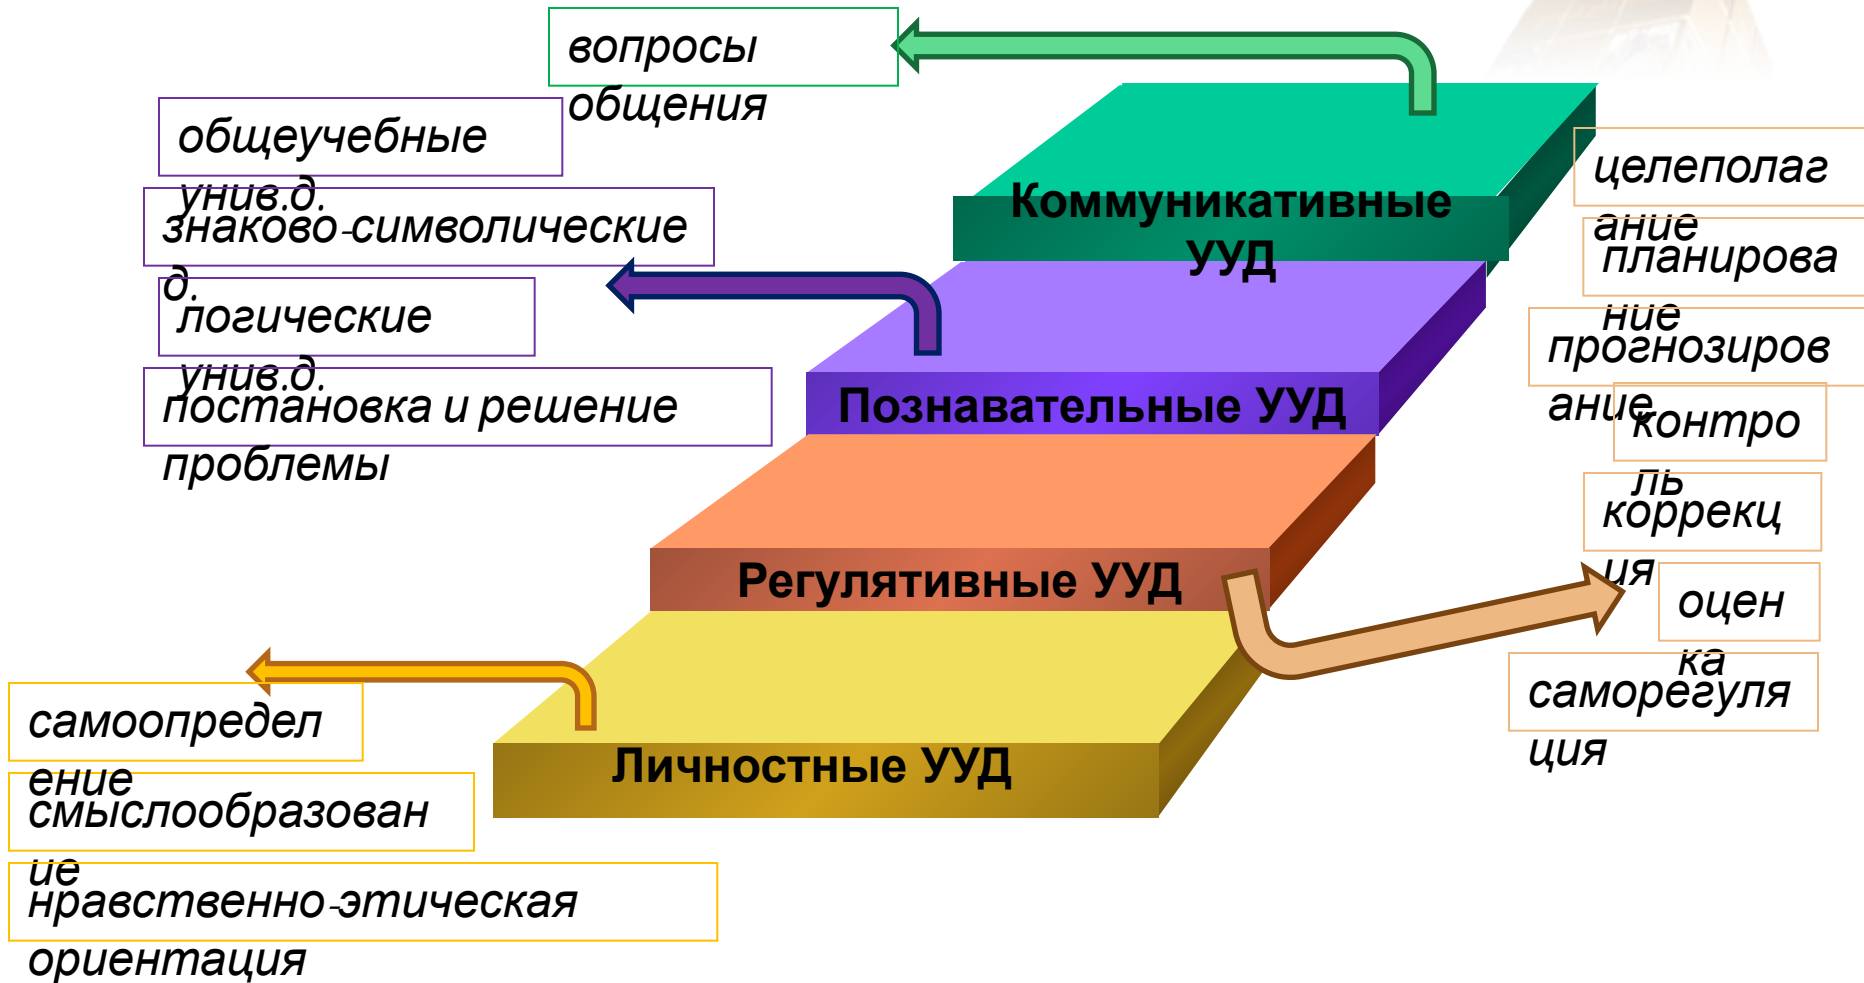 вопросы
общения
общеучебные
унив.д.
знаково-символические
д.
логические
унив.д.
постановка и решение
проблемы
Коммуникативные
УУД
Познавательные УУД
Регулятивные УУД
Личностные УУД
целеполаг
ание
планирова
ние
прогнозиров
ание
контро
ль
коррекц
ия
оцен
ка
саморегуля
ция
самоопредел
ение
смыслообразован
ие
нравственно-этическая
ориентация